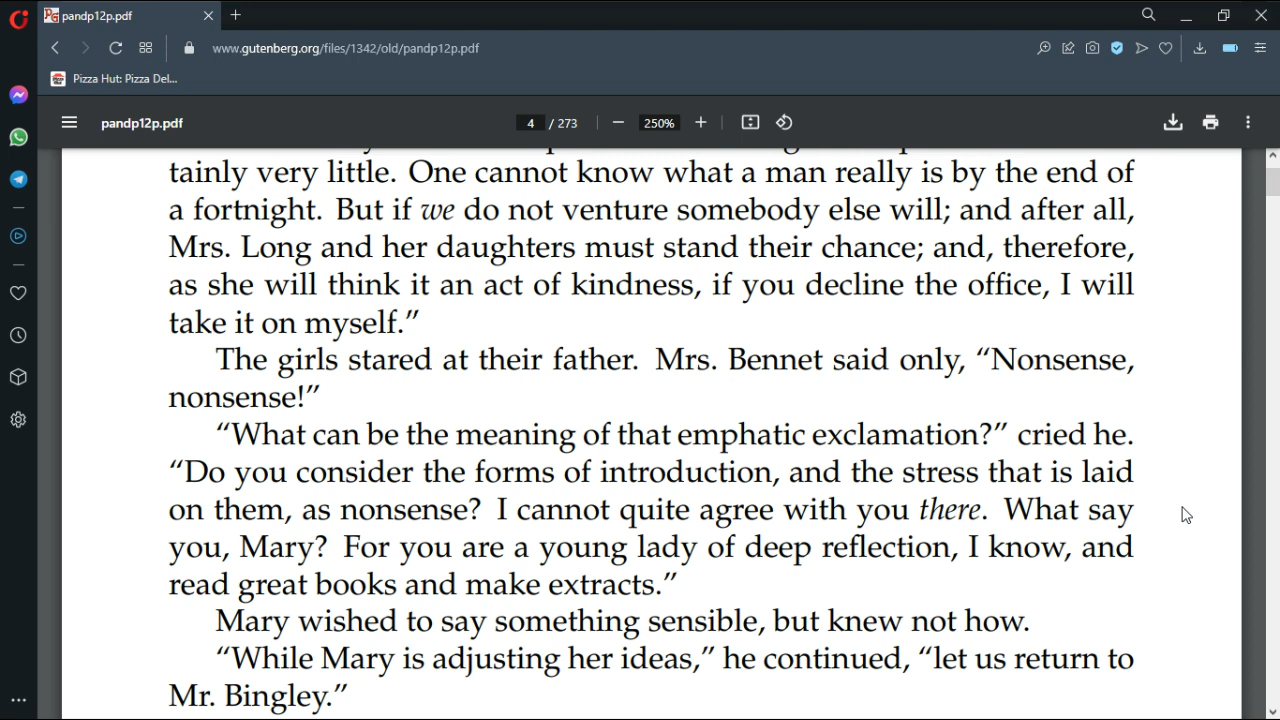 pandp12p.pdf
www.gutenberg.org/files/1342/old/pandp12p.pdf
Pizza Hut: Pizza Del...
pandp12p.pdf
4 / 273
250%
tainly very little. One cannot know what a man really is by the end of
a fortnight. But if we do not venture somebody else will; and after all,
Mrs. Long and her daughters must stand their chance; and, therefore,
as she will think it an act of kindness, if you decline the office, I will
take it on myself.”
The girls stared at their father. Mrs. Bennet said only, “Nonsense,
nonsense!”
“What can be the meaning of that emphatic exclamation?” cried he.
“Do you consider the forms of introduction, and the stress that is laid
on them, as nonsense? I cannot quite agree with you there. What say
you, Mary? For you are a young lady of deep reflection, I know, and
read great books and make extracts.”
Mary wished to say something sensible, but knew not how.
“While Mary is adjusting her ideas,” he continued, “let us return to
Mr. Bingley.”